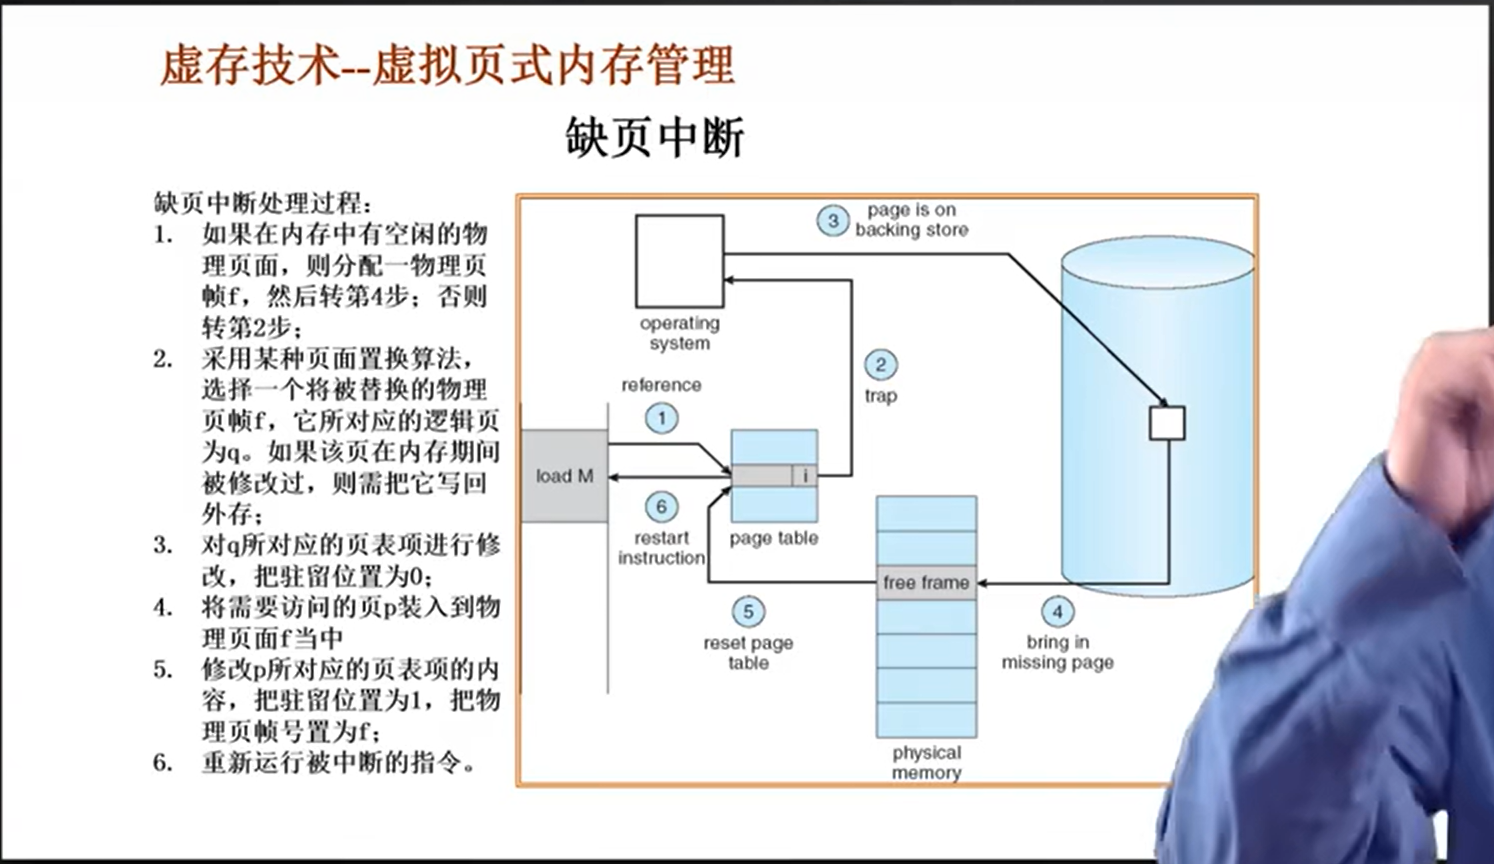 虚存技术--虚拟页式内存管理
缺页中断
缺页中断处理过程：
1. 如果在内存中有空闲的物
理页面，则分配一物理页
帧f，然后转第4步；否则
转第2步；
2. 采用某种页面置换算法，
选择一个将被替换的物理
页帧f，它所对应的逻辑页
为q。如果该页在内存期间
被修改过，则需把它写回
外存；
3. 对q所对应的页表项进行修
改，把驻留位置为0；
4. 将需要访问的页p装入到物
理页面f当中
5. 修改p所对应的页表项的内
容，把驻留位置为1，把物
理页帧号置为f；
6. 重新运行被中断的指令。
3
page is on
backing store
operating
system
2
trap
reference
1
load M
i
6
restart
instruction
page table
free frame
5
reset page
table
4
bring in
missing page
physical
memory